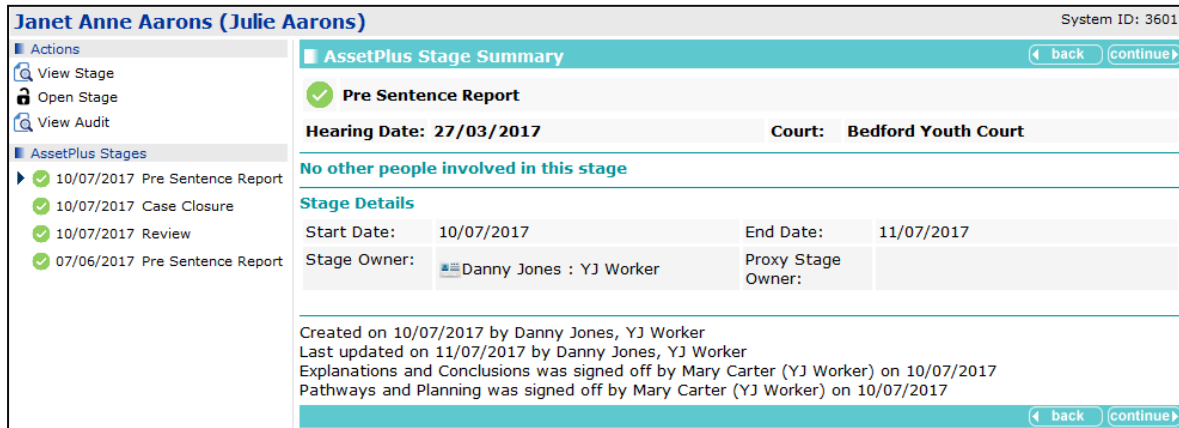 Janet Anne Aarons (Julie Aarons)
System ID: 3601
Actions
View Stage
Open Stage
View Audit
AssetPlus Stages
10/07/2017 Pre Sentence Report
10/07/2017 Case Closure
10/07/2017 Review
07/06/2017 Pre Sentence Report
AssetPlus Stage Summary
back continue
Pre Sentence Report
Hearing Date: 27/03/2017 Court: Bedford Youth Court
No other people involved in this stage
Stage Details
Start Date: 10/07/2017 End Date: 11/07/2017
Stage Owner: Danny Jones : YJ Worker Proxy Stage
Owner:
Created on 10/07/2017 by Danny Jones, YJ Worker
Last updated on 11/07/2017 by Danny Jones, YJ Worker
Explanations and Conclusions was signed off by Mary Carter (YJ Worker) on 10/07/2017
Pathways and Planning was signed off by Mary Carter (YJ Worker) on 10/07/2017
back continue